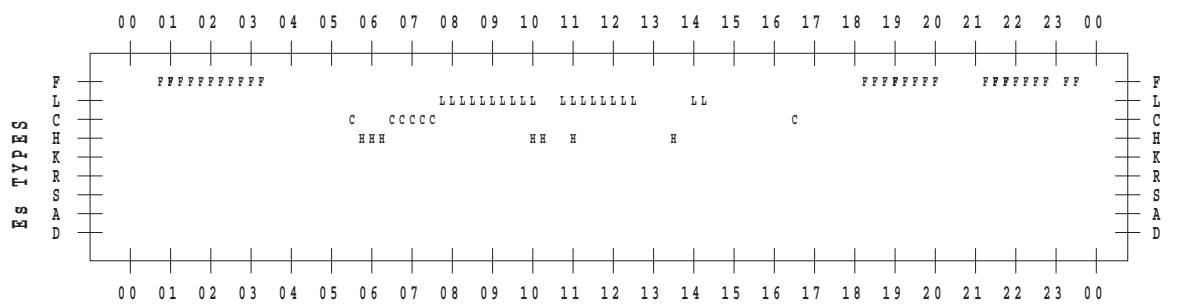 00 01 02 03 04 05 06 07 08 09 10 11 12 13 14 15 16 17 18 19 20 21 22 23 00
F FFFFFFFFFFF FFFFFFFF FFFFFFF FF F
L LLLLLLLLLL LLLLLLLL LL L
C C CCCCC C C
H HHH HH H H H
K K
R R
S S
A A
D D
Es TYPES
00 01 02 03 04 05 06 07 08 09 10 11 12 13 14 15 16 17 18 19 20 21 22 23 00